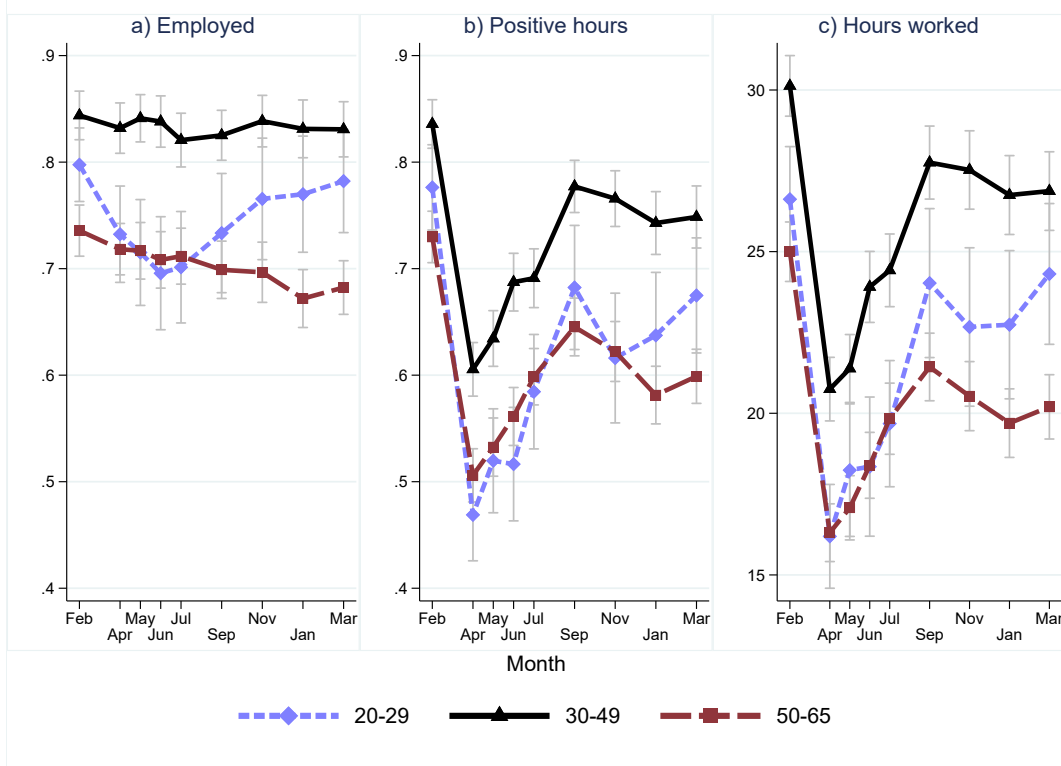 a) Employed
b) Positive hours
c) Hours worked
.9
.8
.7
.6
.5
.4
Feb
Apr
May
Jun
Jul
Sep
Nov
Jan
Mar
.9
.8
.7
.6
.5
.4
Feb
Apr
May
Jun
Jul
Sep
Nov
Jan
Mar
30
25
20
15
Feb
Apr
May
Jun
Jul
Sep
Nov
Jan
Mar
Month
20-29
30-49
50-65